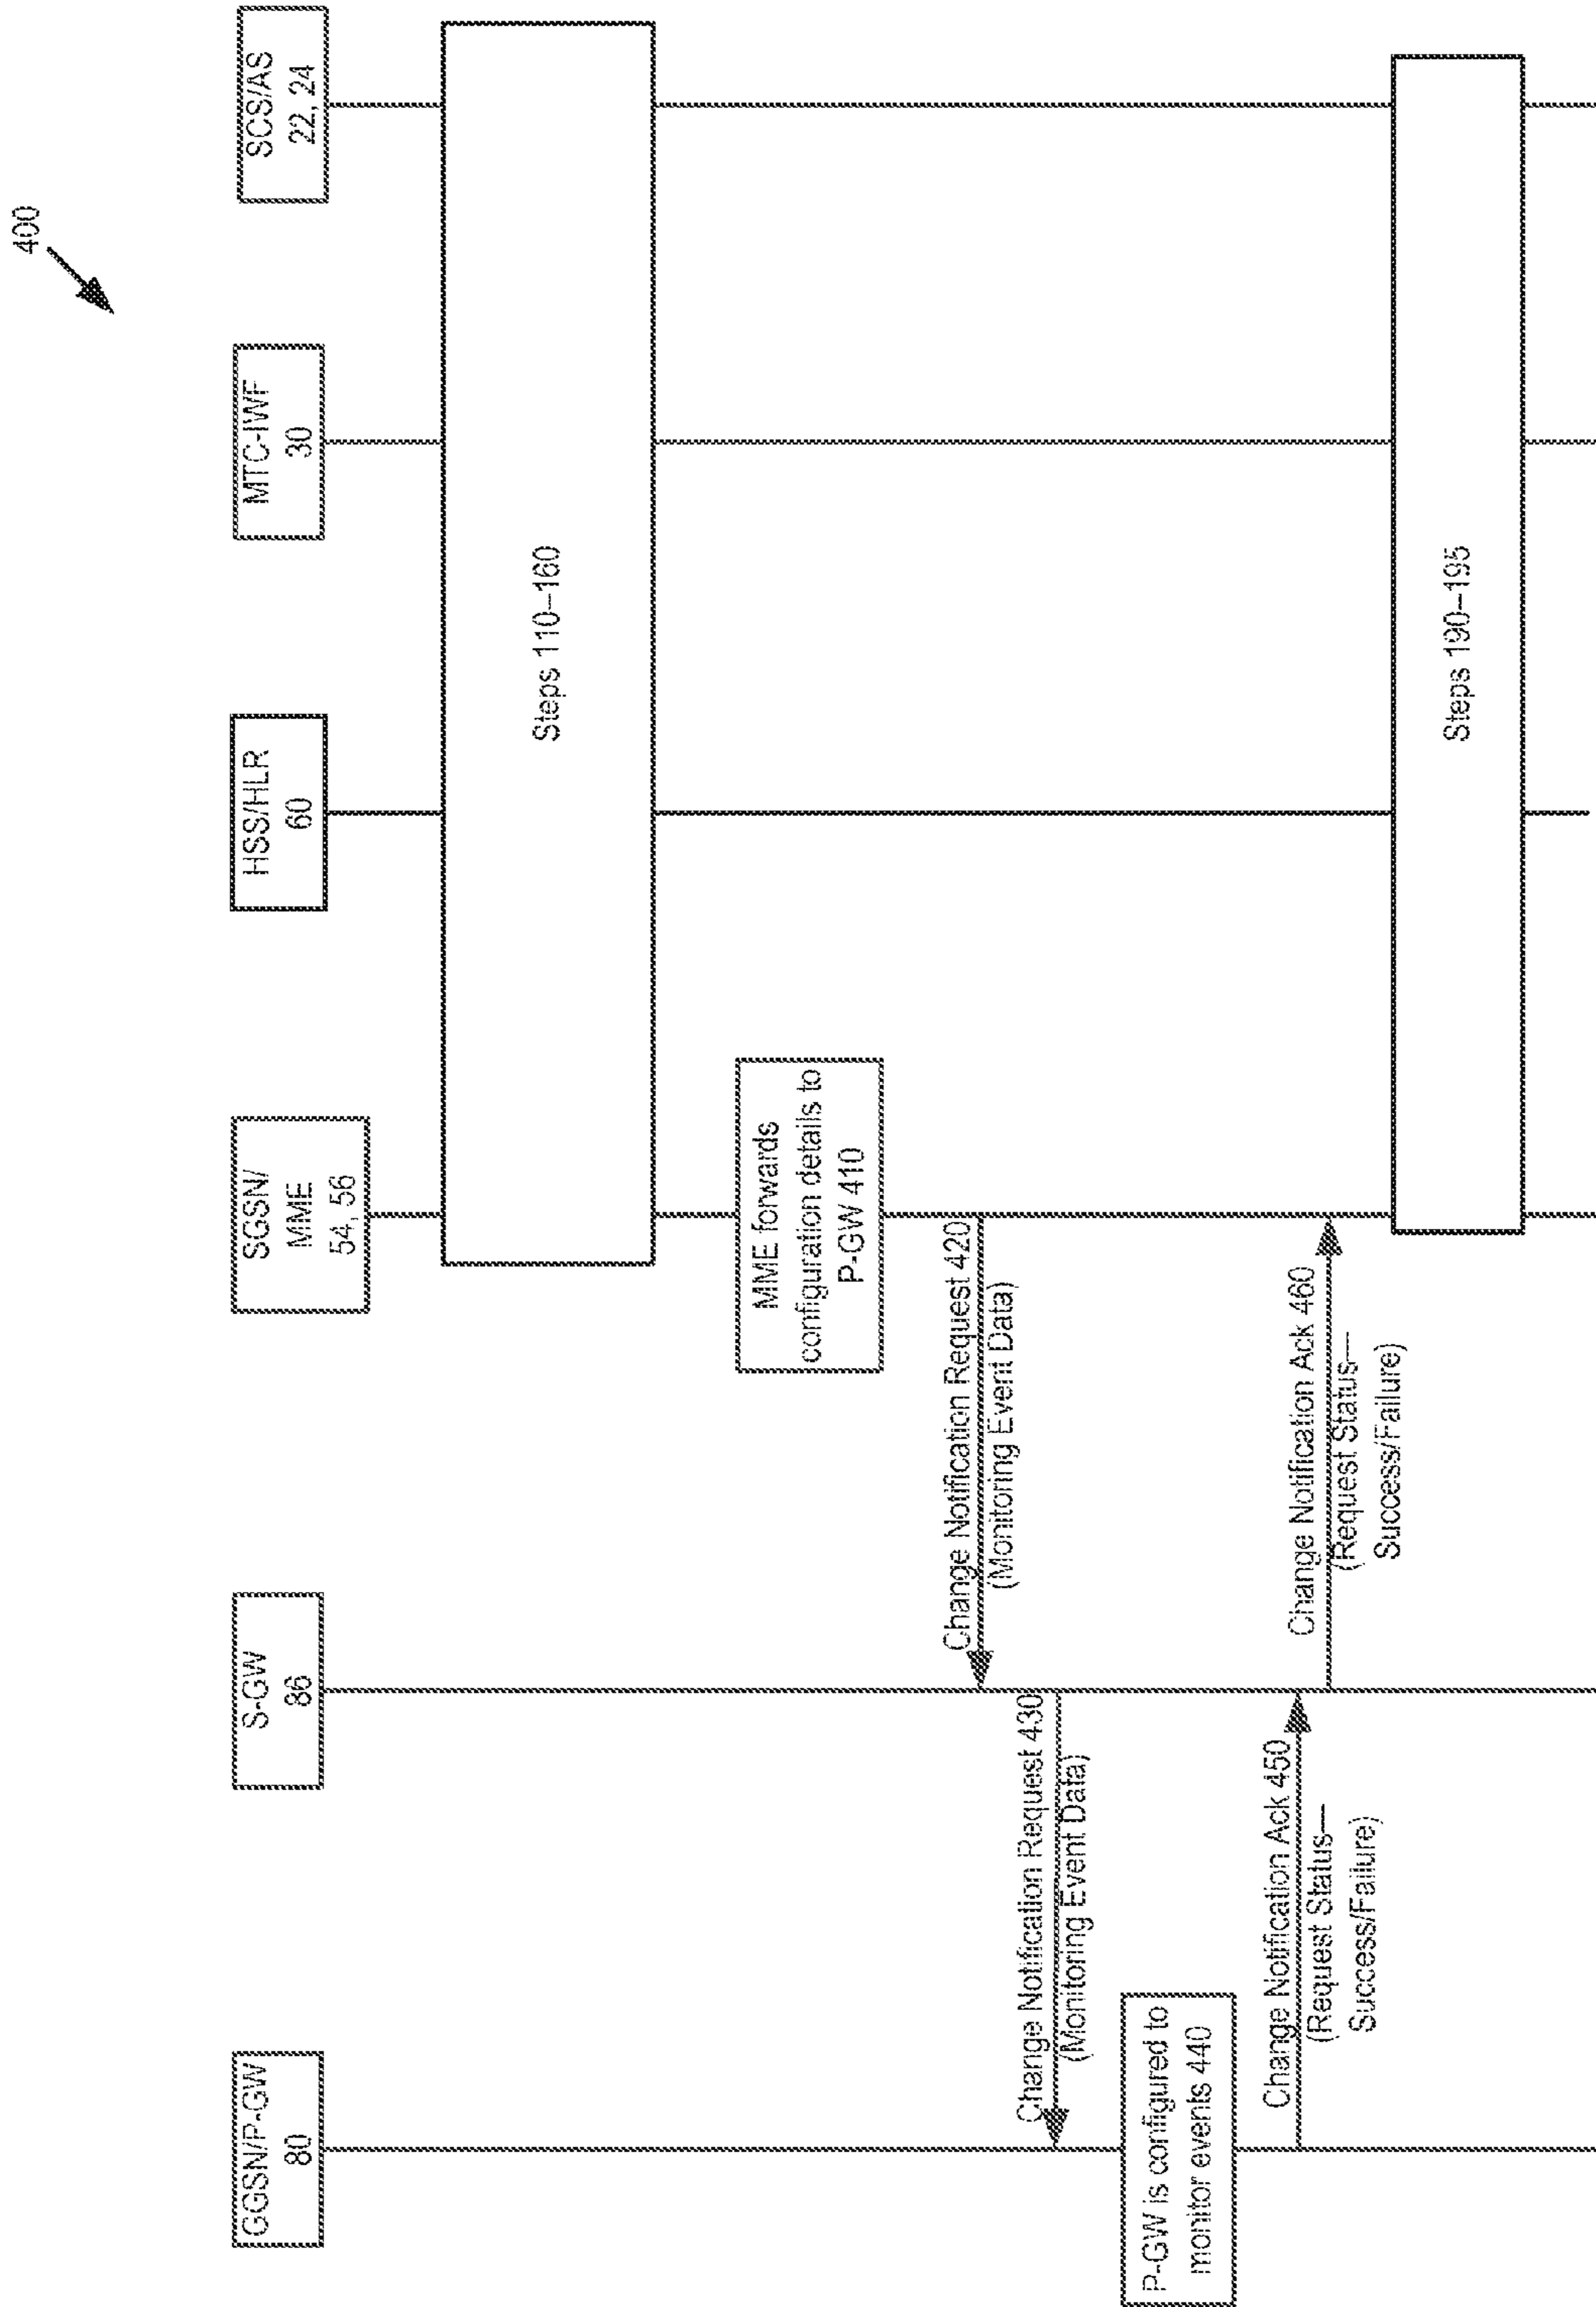 400
GGSN/P-GW
80
S-GW
86
SGSN/
MME
54, 56
HSS/HLR
60
MTC-IWF
30
SCS/AS
22, 24
Steps 110–160
MME forwards
configuration details to
P-GW 410
Change Notification Request 420
(Monitoring Event Data)
Change Notification Request 430
(Monitoring Event Data)
P-GW is configured to
monitor events 440
Change Notification Ack 450
(Request Status—
Success/Failure)
Change Notification Ack 460
(Request Status—
Success/Failure)
Steps 190–195